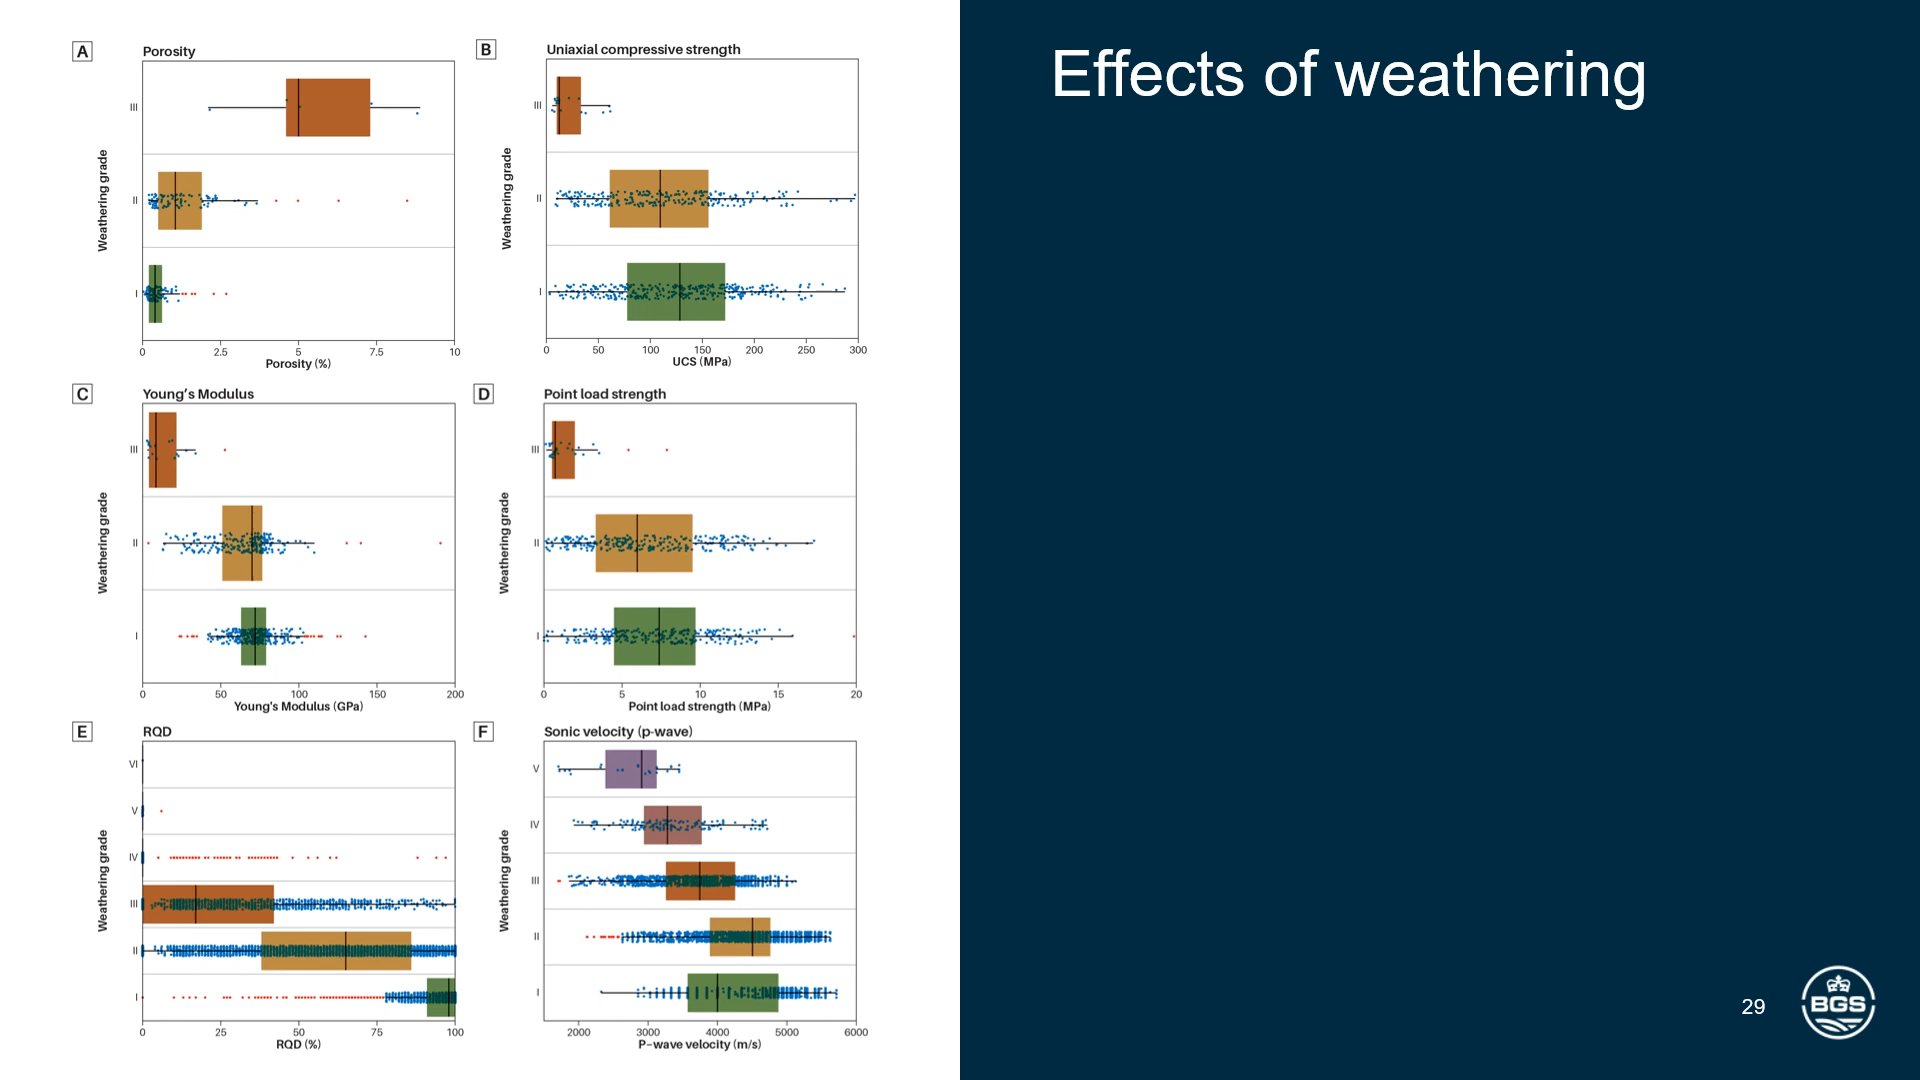 Effects of weathering
A
Porosity
Weathering grade
III
II
I
0 2.5 5 7.5 10
Porosity (%)
B
Uniaxial compressive strength
Weathering grade
III
II
I
0 50 100 150 200 250 300
UCS (MPa)
C
Young’s Modulus
Weathering grade
III
II
I
0 50 100 150 200
Young's Modulus (GPa)
D
Point load strength
Weathering grade
III
II
I
0 5 10 15 20
Point load strength (MPa)
E
RQD
Weathering grade
VI
V
IV
III
II
I
0 25 50 75 100
RQD (%)
F
Sonic velocity (p-wave)
Weathering grade
V
IV
III
II
I
2000 3000 4000 5000 6000
P–wave velocity (m/s)
29
BGS